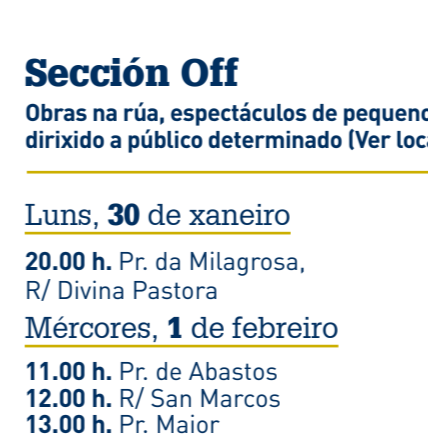 Sección Off
Obras na rúa, espectáculos de
dirixido a público determinado (Ver
Luns, 30 de xaneiro
20.00 h. Pr. da Milagrosa,
R/ Divina Pastora
Mércores, 1 de febreiro
11.00 h. Pr. de Abastos
12.00 h. R/ San Marcos
13.00 h. Pr. Maior